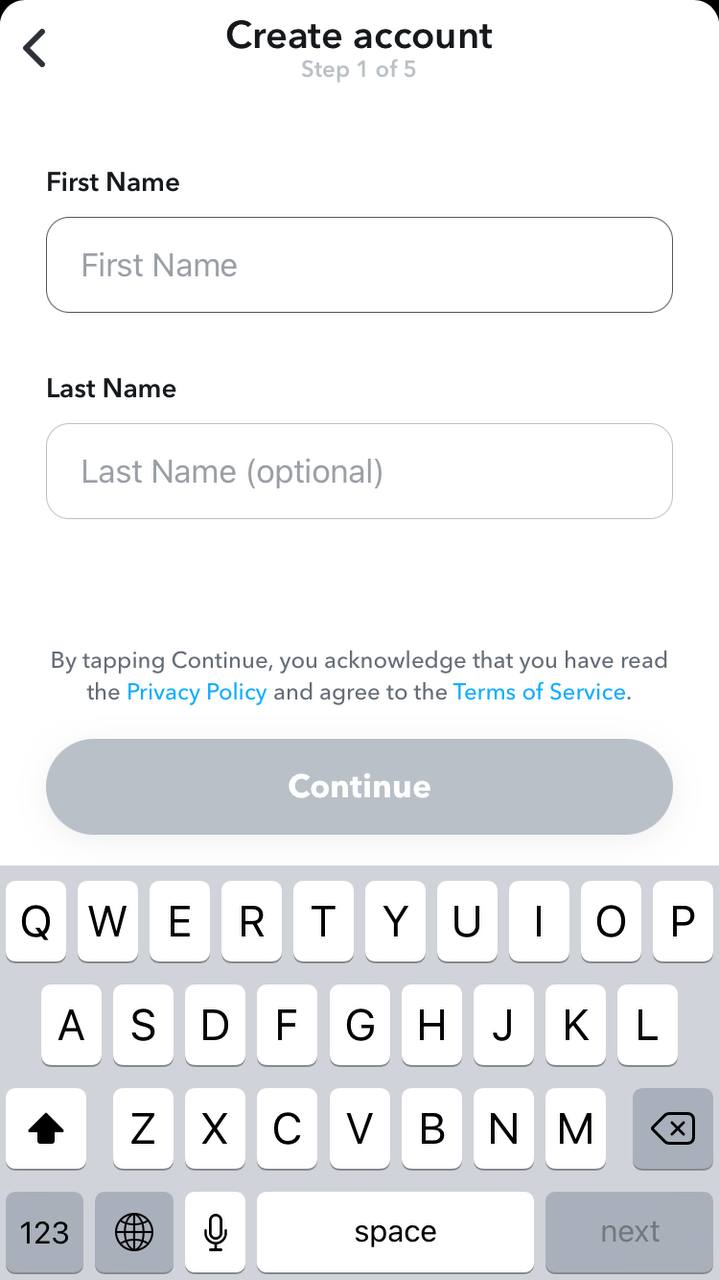 Create account
Step 1 of 5
First Name
First Name
Last Name
Last Name (optional)
By tapping Continue, you acknowledge that you have read
the Privacy Policy and agree to the Terms of Service.
Continue
Q W E R T Y U I O P
A S D F G H J K L
Z X C V B N M
123 space next